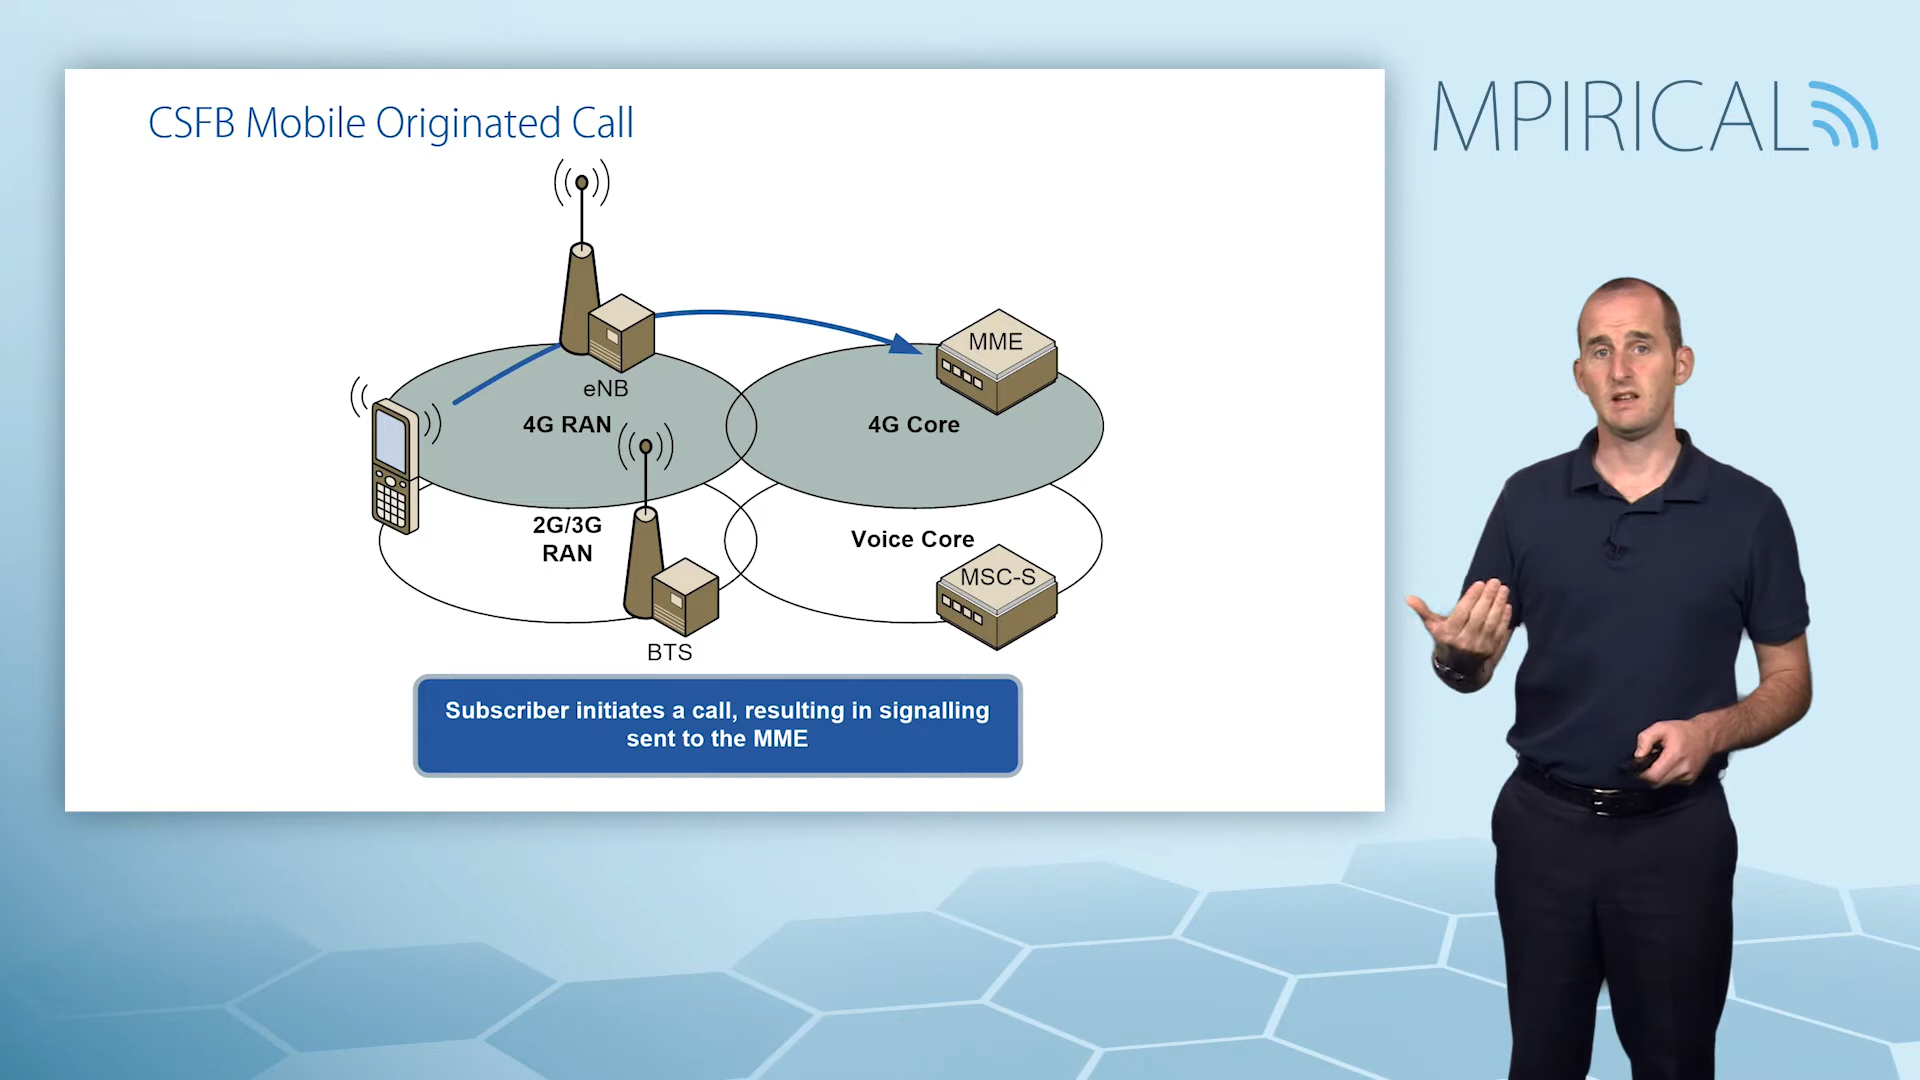 CSFB Mobile Originated Call
MPIRICAL
MME
eNB
4G RAN
4G Core
2G/3G
RAN
Voice Core
MSC-S
BTS
Subscriber initiates a call, resulting in signalling
sent to the MME